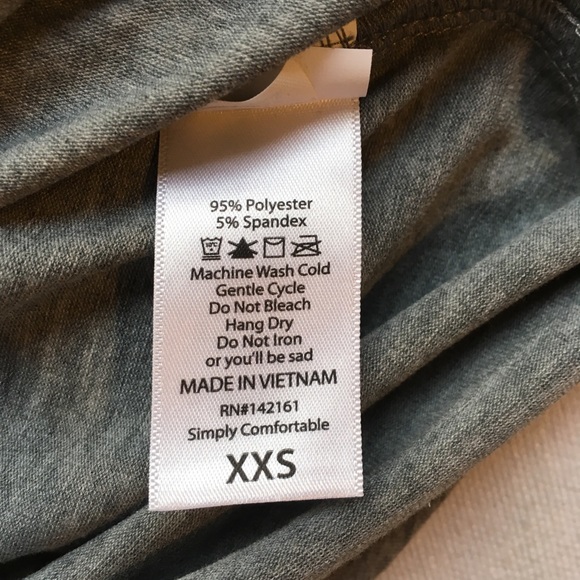 95% Polyester
5% Spandex
Machine Wash Cold
Gentle Cycle
Do Not Bleach
Hang Dry
Do Not Iron
or you'll be sad
MADE IN VIETNAM
RN#142161
Simply Comfortable
XXS